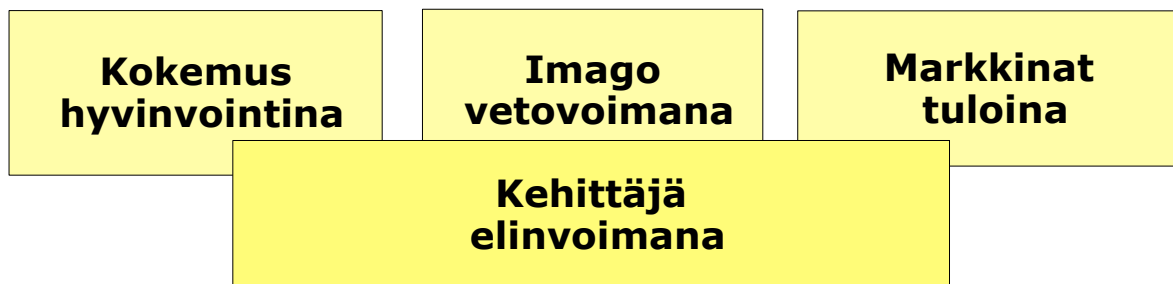 Kokemus
hyvinvointina
Imago
vetovoimana
Markkinat
tuloina
Kehittäjä
elinvoimana